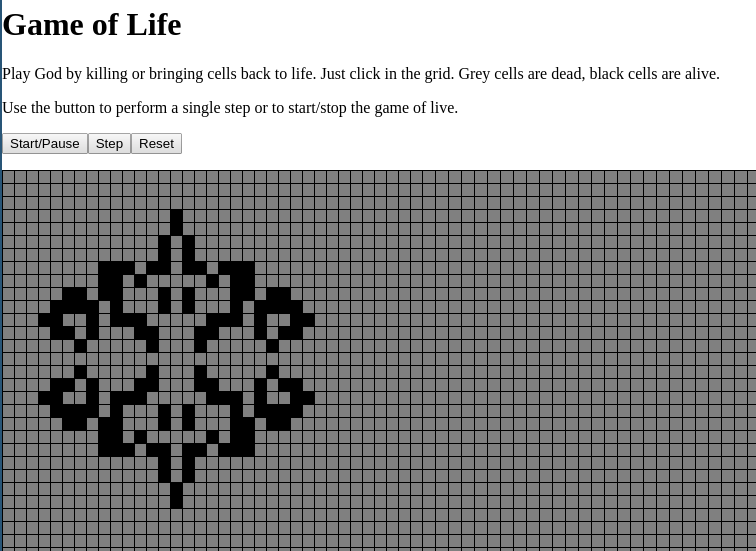 Game of Life
Play God by killing or bringing cells back to life. Just click in the grid. Grey cells are dead, black cells are alive.
Use the button to perform a single step or to start/stop the game of live.
Start/Pause Step Reset